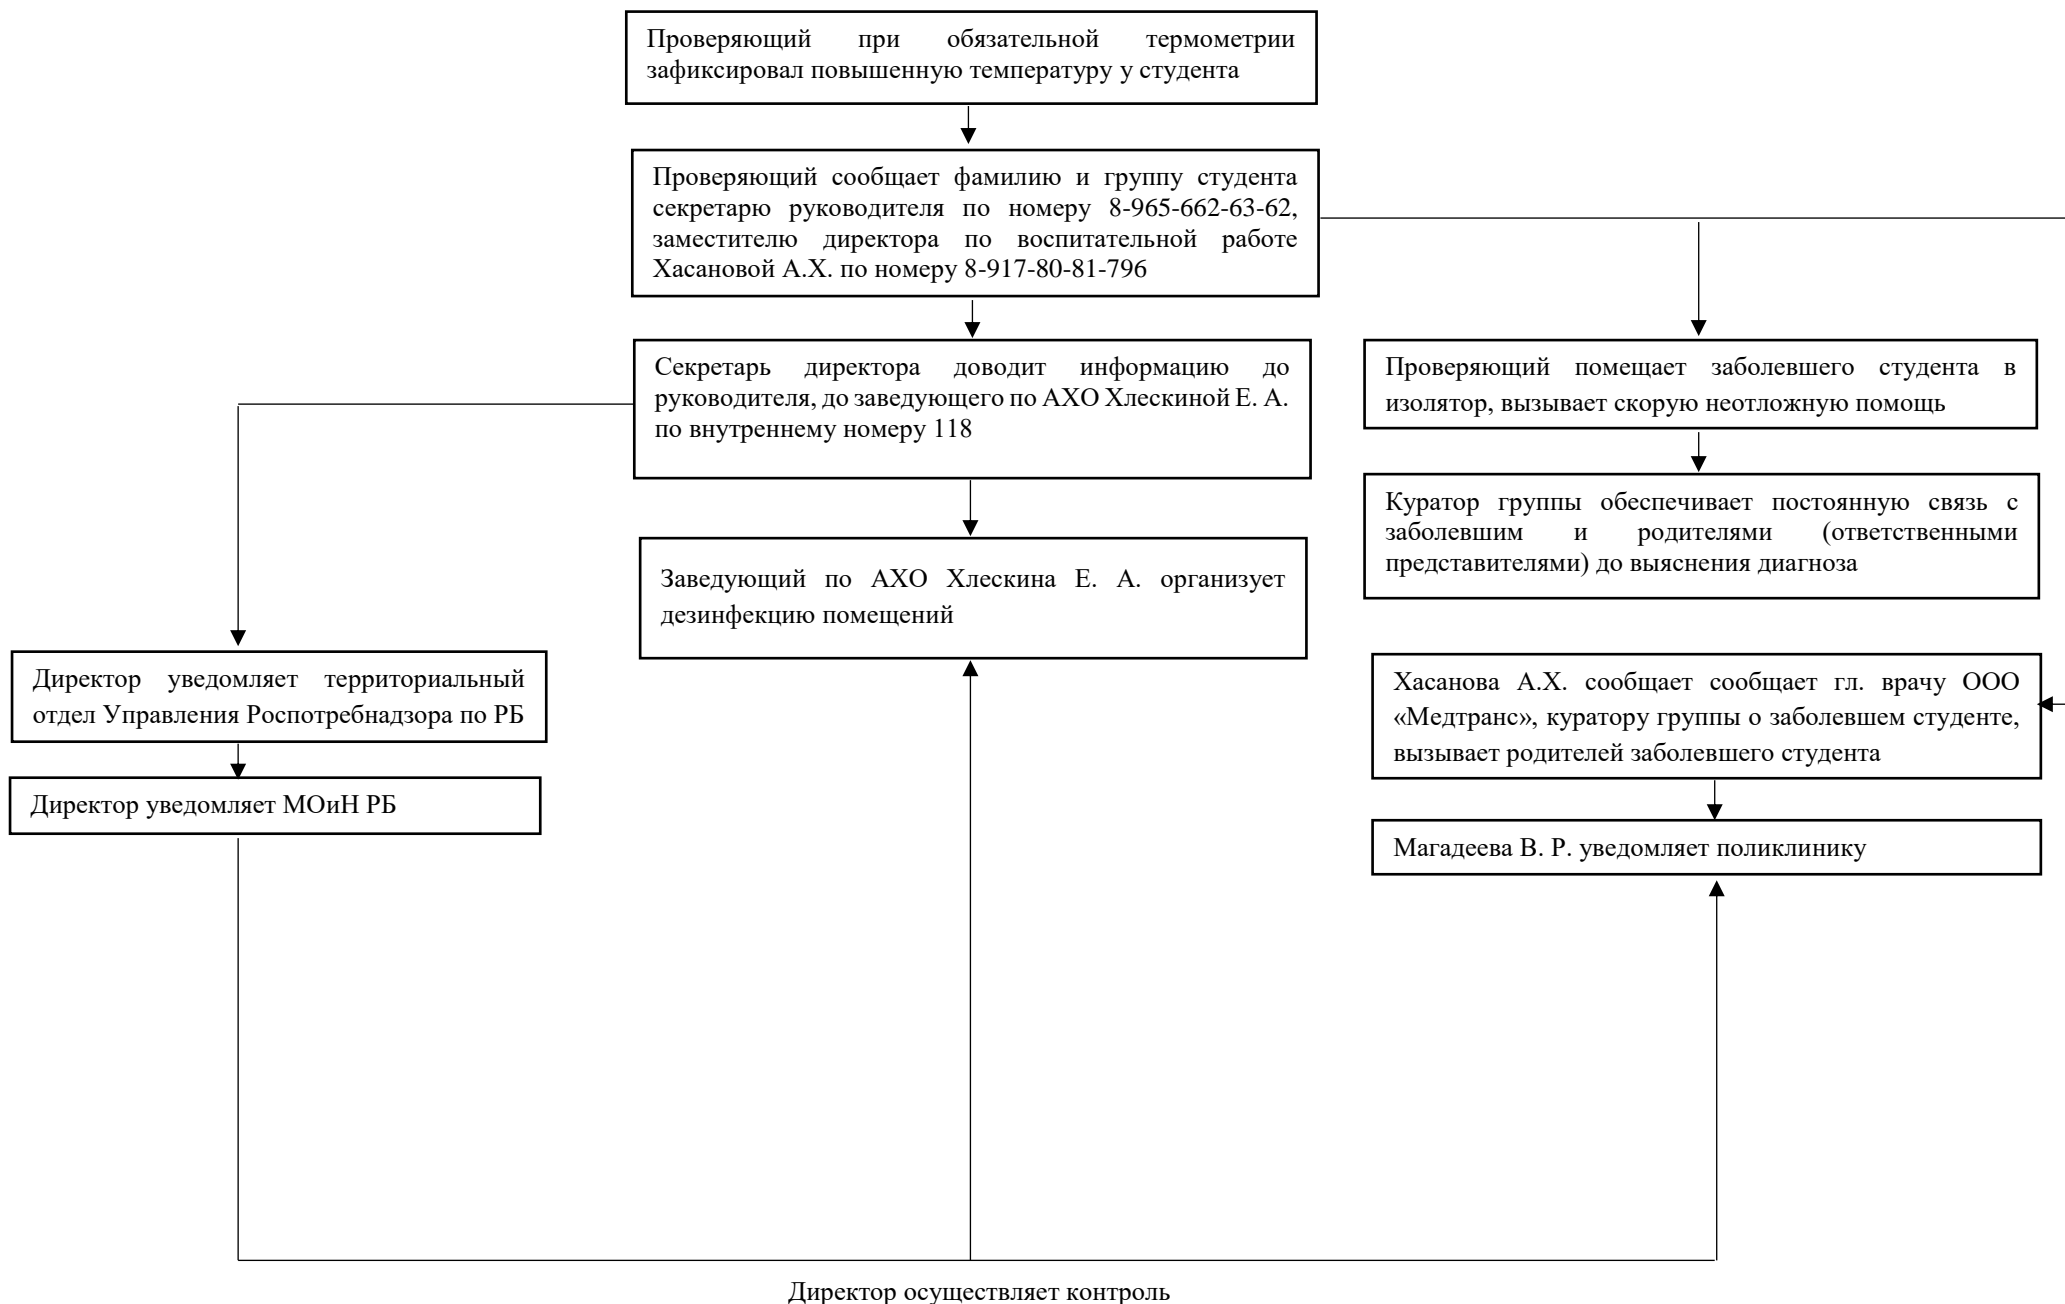 Проверяющий при обязательной термометрии
зафиксировал повышенную температуру у студента
Проверяющий сообщает фамилию и группу студента
секретарю руководителя по номеру 8-965-662-63-62,
заместителю директора по воспитательной работе
Хасановой А.Х. по номеру 8-917-80-81-796
Секретарь директора доводит информацию до
руководителя, до заведующего по АХО Хлескиной Е. А.
по внутреннему номеру 118
Проверяющий помещает заболевшего студента в
изолятор, вызывает скорую неотложную помощь
Куратор группы обеспечивает постоянную связь с
заболевшим и родителями (ответственными
представителями) до выяснения диагноза
Заведующий по АХО Хлескина Е. А. организует
дезинфекцию помещений
Директор уведомляет территориальный
отдел Управления Роспотребнадзора по РБ
Хасанова А.Х. сообщает сообщает гл. врачу ООО
«Медтранс», куратору группы о заболевшем студенте,
вызывает родителей заболевшего студента
Директор уведомляет МОиН РБ
Магадеева В. Р. уведомляет поликлинику
Директор осуществляет контроль